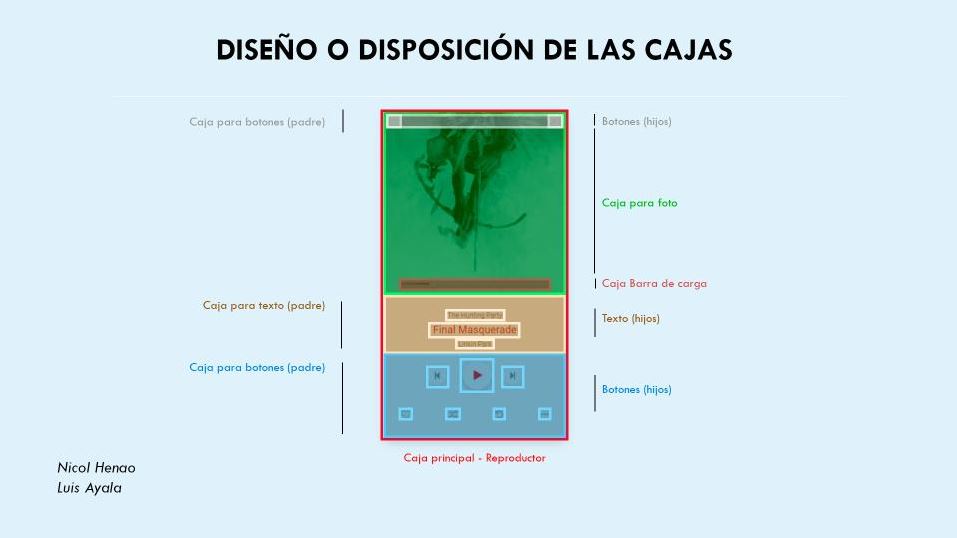 DISEÑO O DISPOSICIÓN DE LAS CAJAS
Caja para botones (padre)
Botones (hijos)
Caja para foto
Caja Barra de carga
Caja para texto (padre)
The Hunting Party
Final Masquerade
Linkin Park
Texto (hijos)
Caja para botones (padre)
Botones (hijos)
Caja principal - Reproductor
Nicol Henao
Luis Ayala